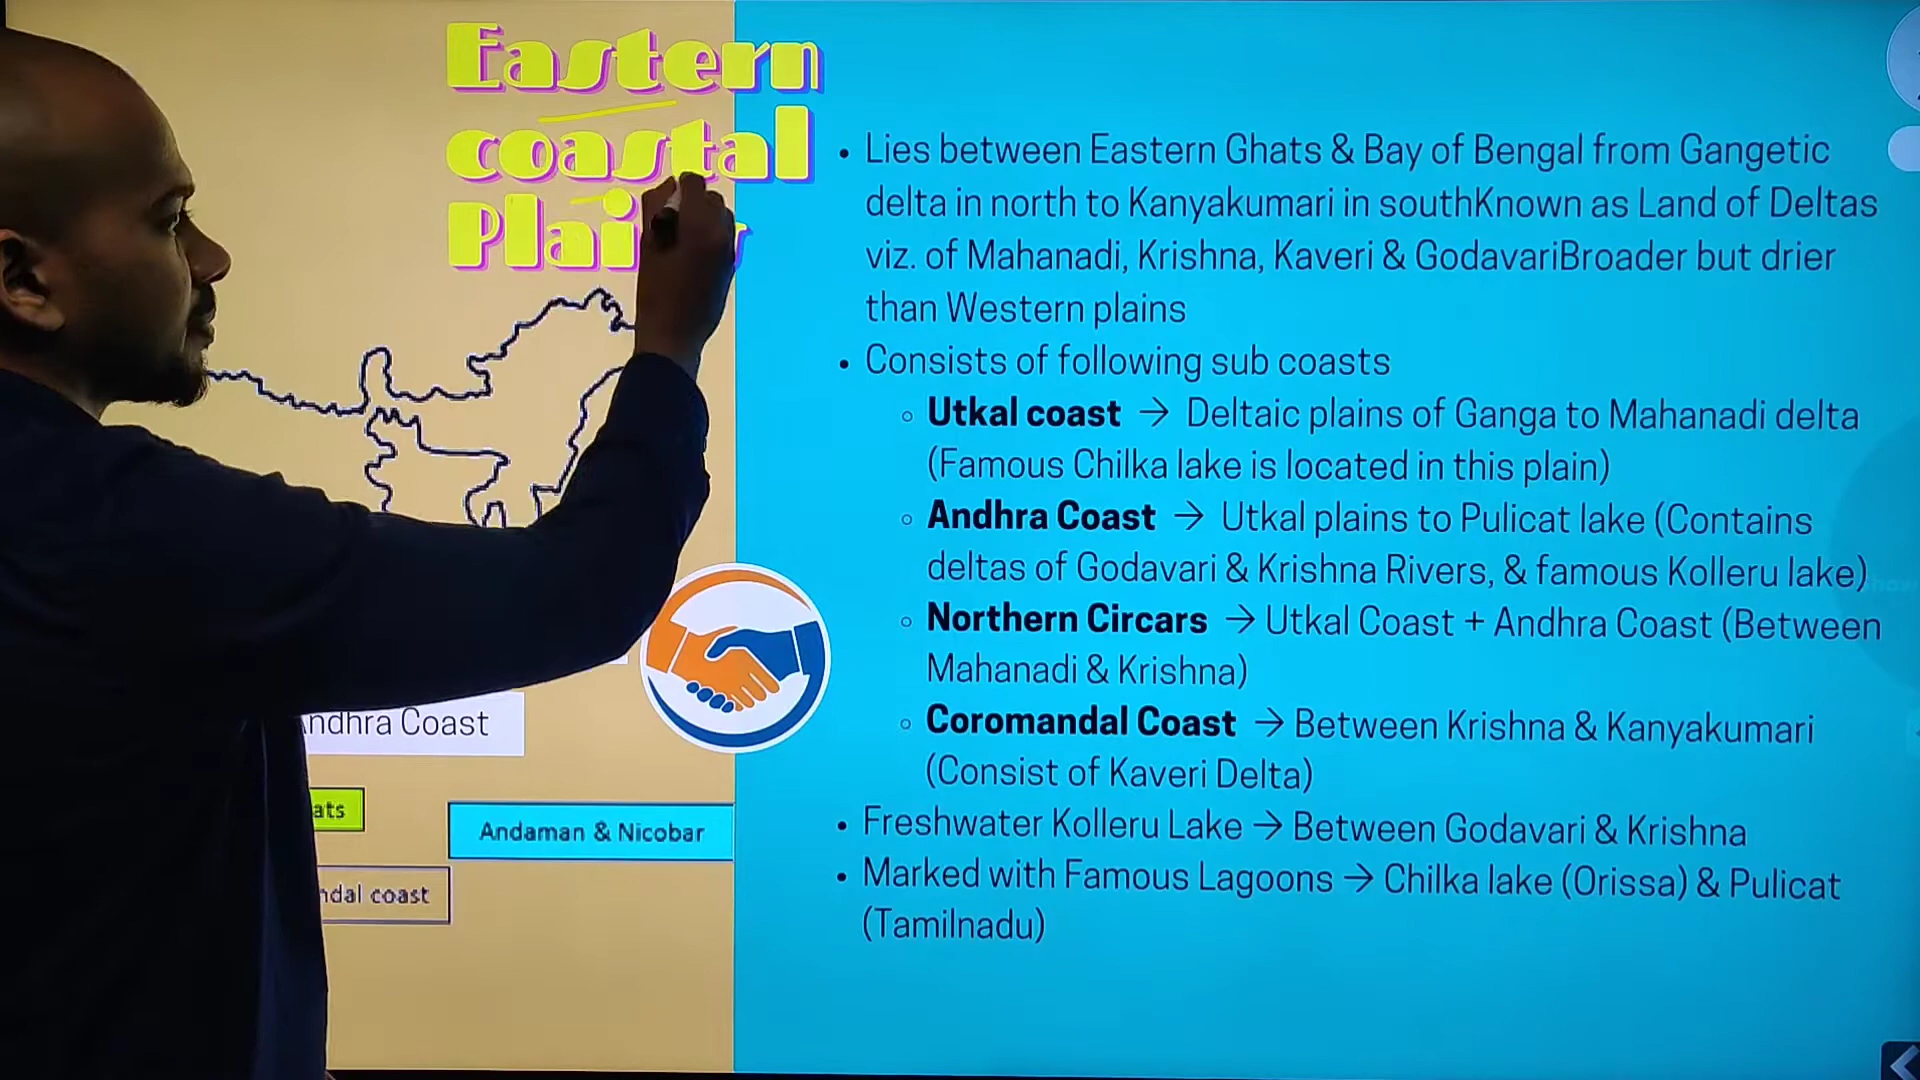 Eastern
coastal
• Lies between Eastern Ghats & Bay of Bengal from Gangetic
delta in north to Kanyakumari in southKnown as Land of Deltas
viz. of Mahanadi, Krishna, Kaveri & GodavariBroader but drier
than Western plains
• Consists of following sub coasts
◦ Utkal coast → Deltaic plains of Ganga to Mahanadi delta
(Famous Chilka lake is located in this plain)
◦ Andhra Coast → Utkal plains to Pulicat lake (Contains
deltas of Godavari & Krishna Rivers, & famous Kolleru lake)
◦ Northern Circars → Utkal Coast + Andhra Coast (Between
Mahanadi & Krishna)
◦ Coromandal Coast → Between Krishna & Kanyakumari
(Consist of Kaveri Delta)
• Freshwater Kolleru Lake → Between Godavari & Krishna
• Marked with Famous Lagoons → Chilka lake (Orissa) & Pulicat
(Tamilnadu)
ndhra Coast
ats
Andaman & Nicobar
ndal coast